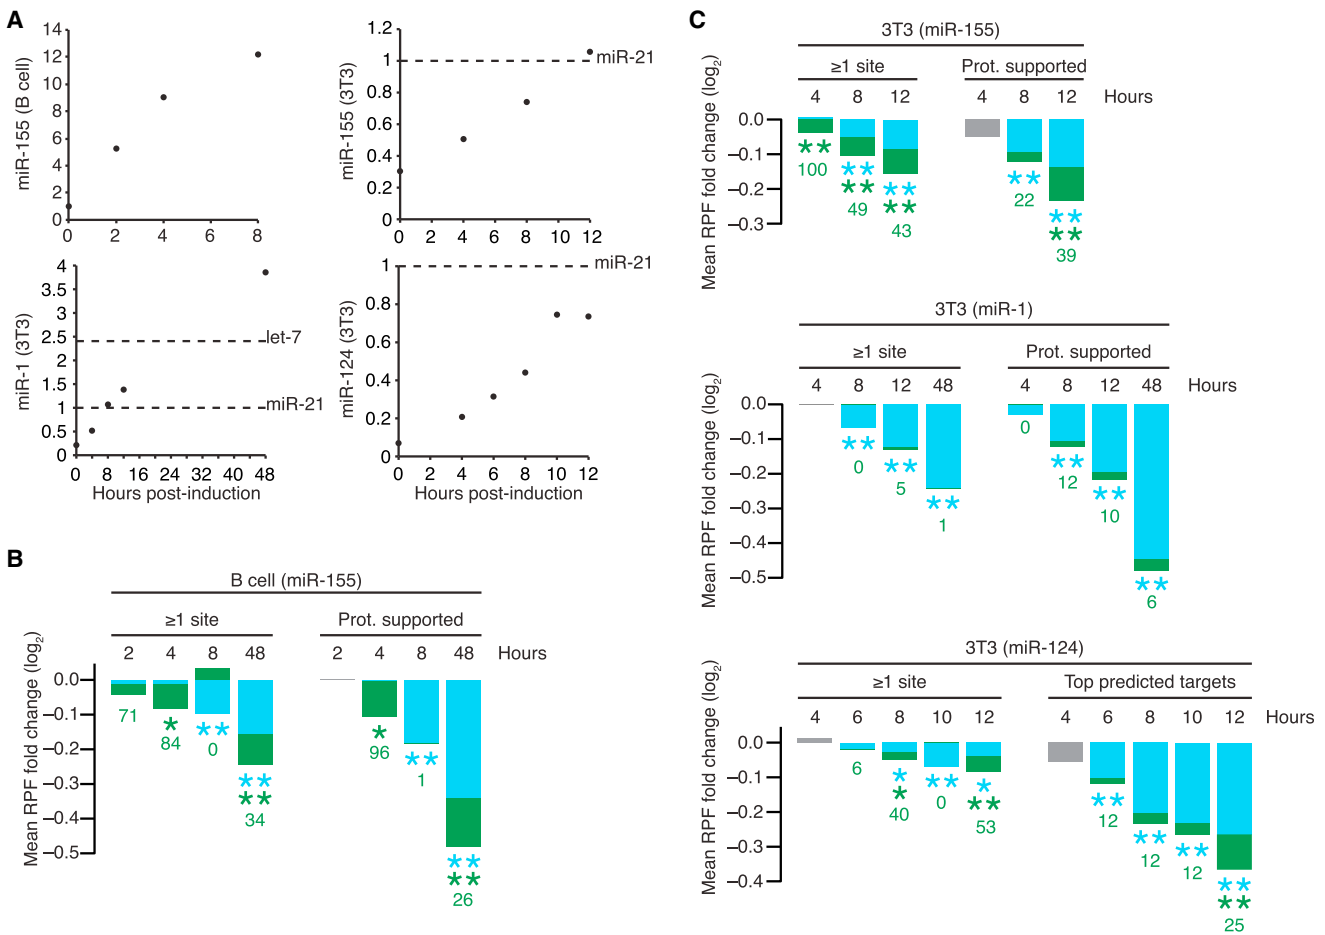 A
miR-155 (B cell)
14
12
10
8
6
4
2
0
0 2 4 6 8
miR-155 (3T3)
1.2
1
0.8
0.6
0.4
0.2
0
miR-21
0 2 4 6 8 10 12
miR-1 (3T3)
4
3.5
3
2.5
2
1.5
1
0.5
0
let-7
miR-21
0 4 8 16 24 32 40 48
Hours post-induction
miR-124 (3T3)
1
0.8
0.6
0.4
0.2
0
miR-21
0 2 4 6 8 10 12
Hours post-induction
B
B cell (miR-155)
≥1 site Prot. supported
2 4 8 48 2 4 8 48 Hours
Mean RPF fold change (log2)
0.0
−0.1
−0.2
−0.3
−0.4
−0.5
71
* 84
** 0
** ** 34
* 96
** 1
** ** 26
C
3T3 (miR-155)
≥1 site Prot. supported
4 8 12 4 8 12 Hours
Mean RPF fold change (log2)
0.0
−0.1
−0.2
−0.3
** 100
** ** 49
** ** 43
** 22
** ** 39
3T3 (miR-1)
≥1 site Prot. supported
4 8 12 48 4 8 12 48 Hours
Mean RPF fold change (log2)
0.0
−0.1
−0.2
−0.3
−0.4
−0.5
** 0
** 5
** 1
0
** 12
** 10
** 6
3T3 (miR-124)
≥1 site Top predicted targets
4 6 8 10 12 4 6 8 10 12 Hours
Mean RPF fold change (log2)
0.0
−0.1
−0.2
−0.3
−0.4
6
* * 40
** 0
* ** 53
** 12
** 12
** 12
** ** 25